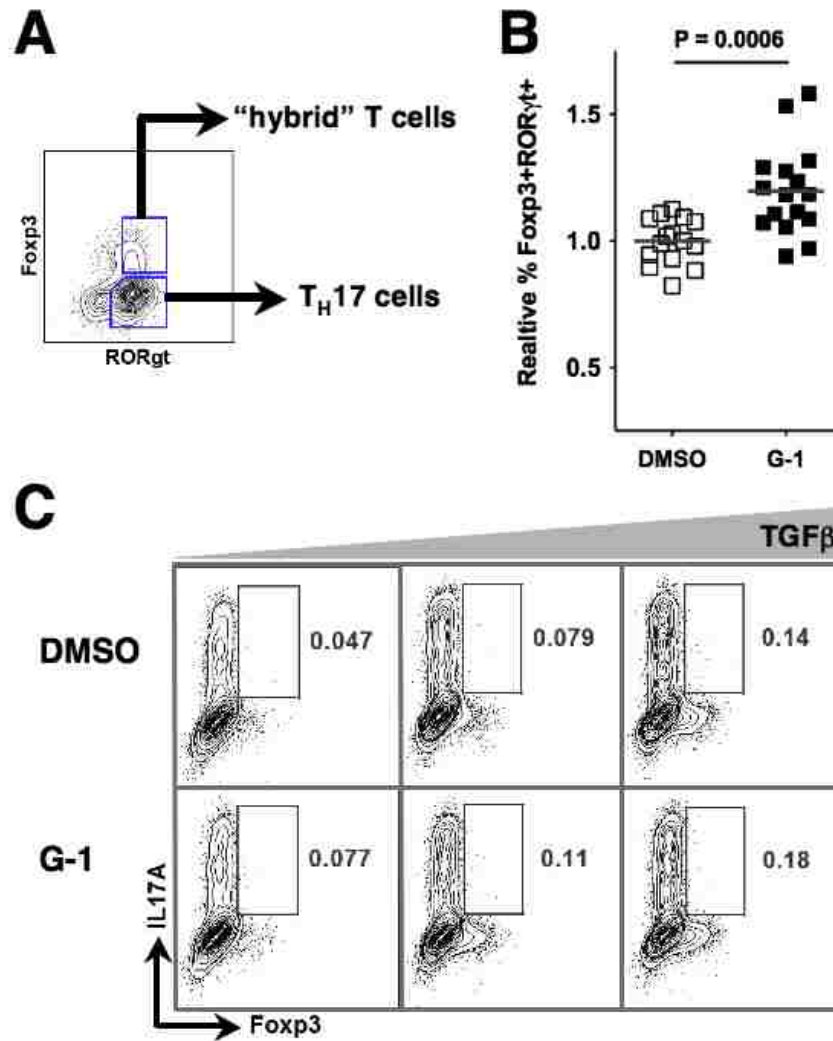 A
"hybrid" T cells
Foxp3
TH17 cells
RORgt
B
P = 0.0006
Realtive % Foxp3+RORγt+
1.5
1.0
0.5
DMSO
G-1
C
TGFβ
DMSO
0.047
0.079
0.14
G-1
0.077
0.11
0.18
IL17A
Foxp3